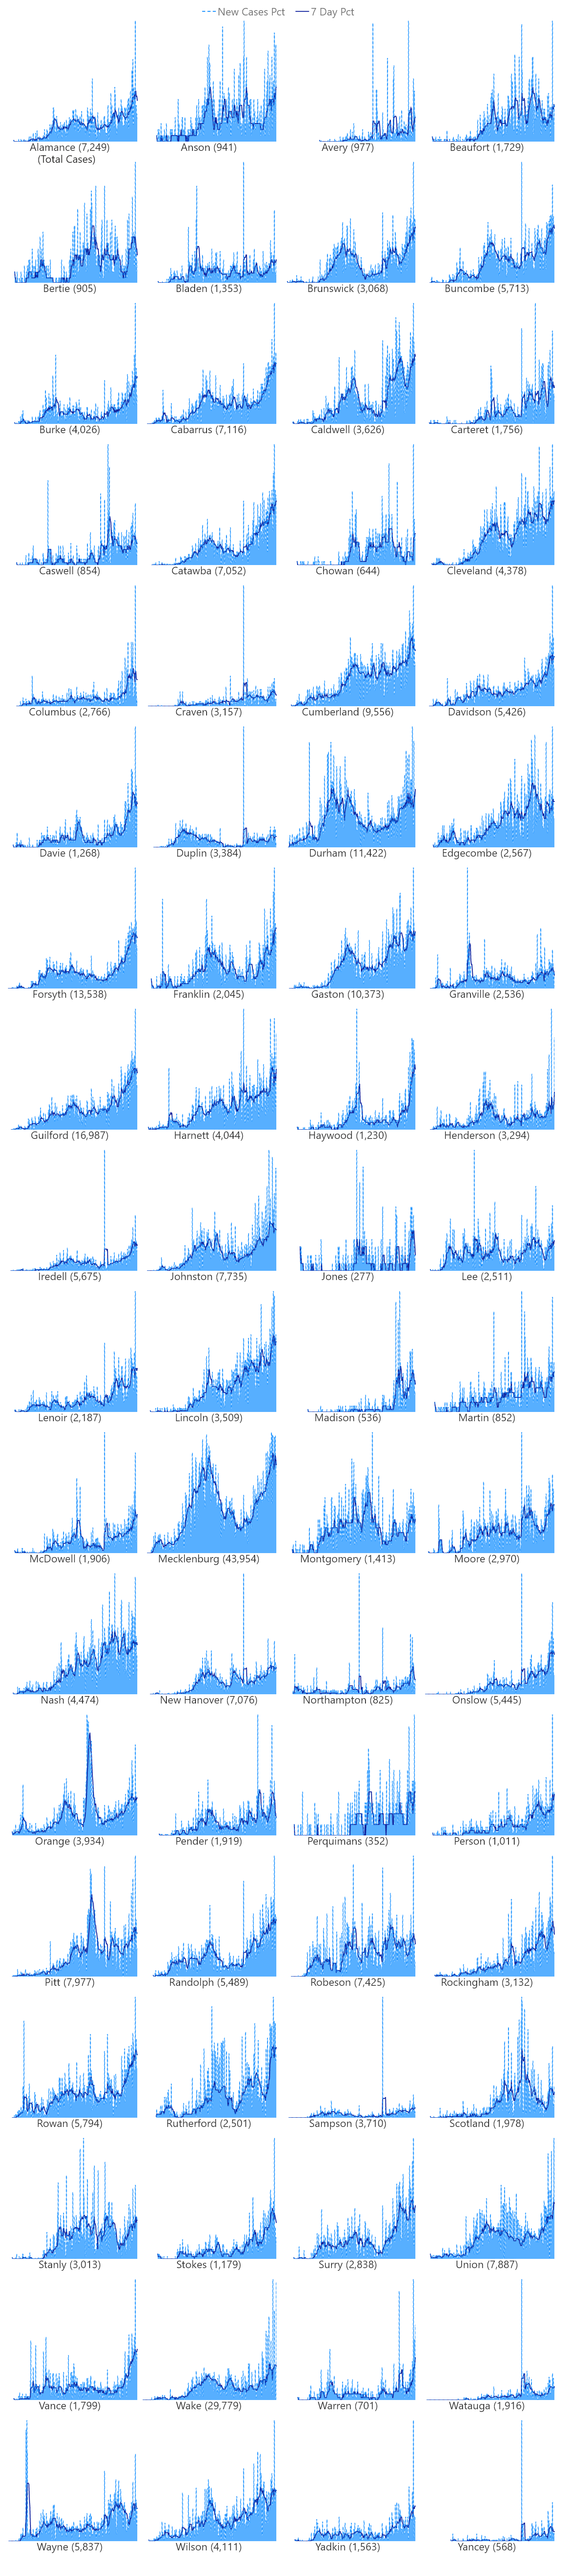 New Cases Pct 7 Day Pct
Alamance (7,249) Anson (941) Avery (977) Beaufort (1,729)
(Total Cases)
Bertie (905) Bladen (1,353) Brunswick (3,068) Buncombe (5,713)
Burke (4,026) Cabarrus (7,116) Caldwell (3,626) Carteret (1,756)
Caswell (854) Catawba (7,052) Chowan (644) Cleveland (4,378)
Columbus (2,766) Craven (3,157) Cumberland (9,556) Davidson (5,426)
Davie (1,268) Duplin (3,384) Durham (11,422) Edgecombe (2,567)
Forsyth (13,538) Franklin (2,045) Gaston (10,373) Granville (2,536)
Guilford (16,987) Harnett (4,044) Haywood (1,230) Henderson (3,294)
Iredell (5,675) Johnston (7,735) Jones (277) Lee (2,511)
Lenoir (2,187) Lincoln (3,509) Madison (536) Martin (852)
McDowell (1,906) Mecklenburg (43,954) Montgomery (1,413) Moore (2,970)
Nash (4,474) New Hanover (7,076) Northampton (825) Onslow (5,445)
Orange (3,934) Pender (1,919) Perquimans (352) Person (1,011)
Pitt (7,977) Randolph (5,489) Robeson (7,425) Rockingham (3,132)
Rowan (5,794) Rutherford (2,501) Sampson (3,710) Scotland (1,978)
Stanly (3,013) Stokes (1,179) Surry (2,838) Union (7,887)
Vance (1,799) Wake (29,779) Warren (701) Watauga (1,916)
Wayne (5,837) Wilson (4,111) Yadkin (1,563) Yancey (568)